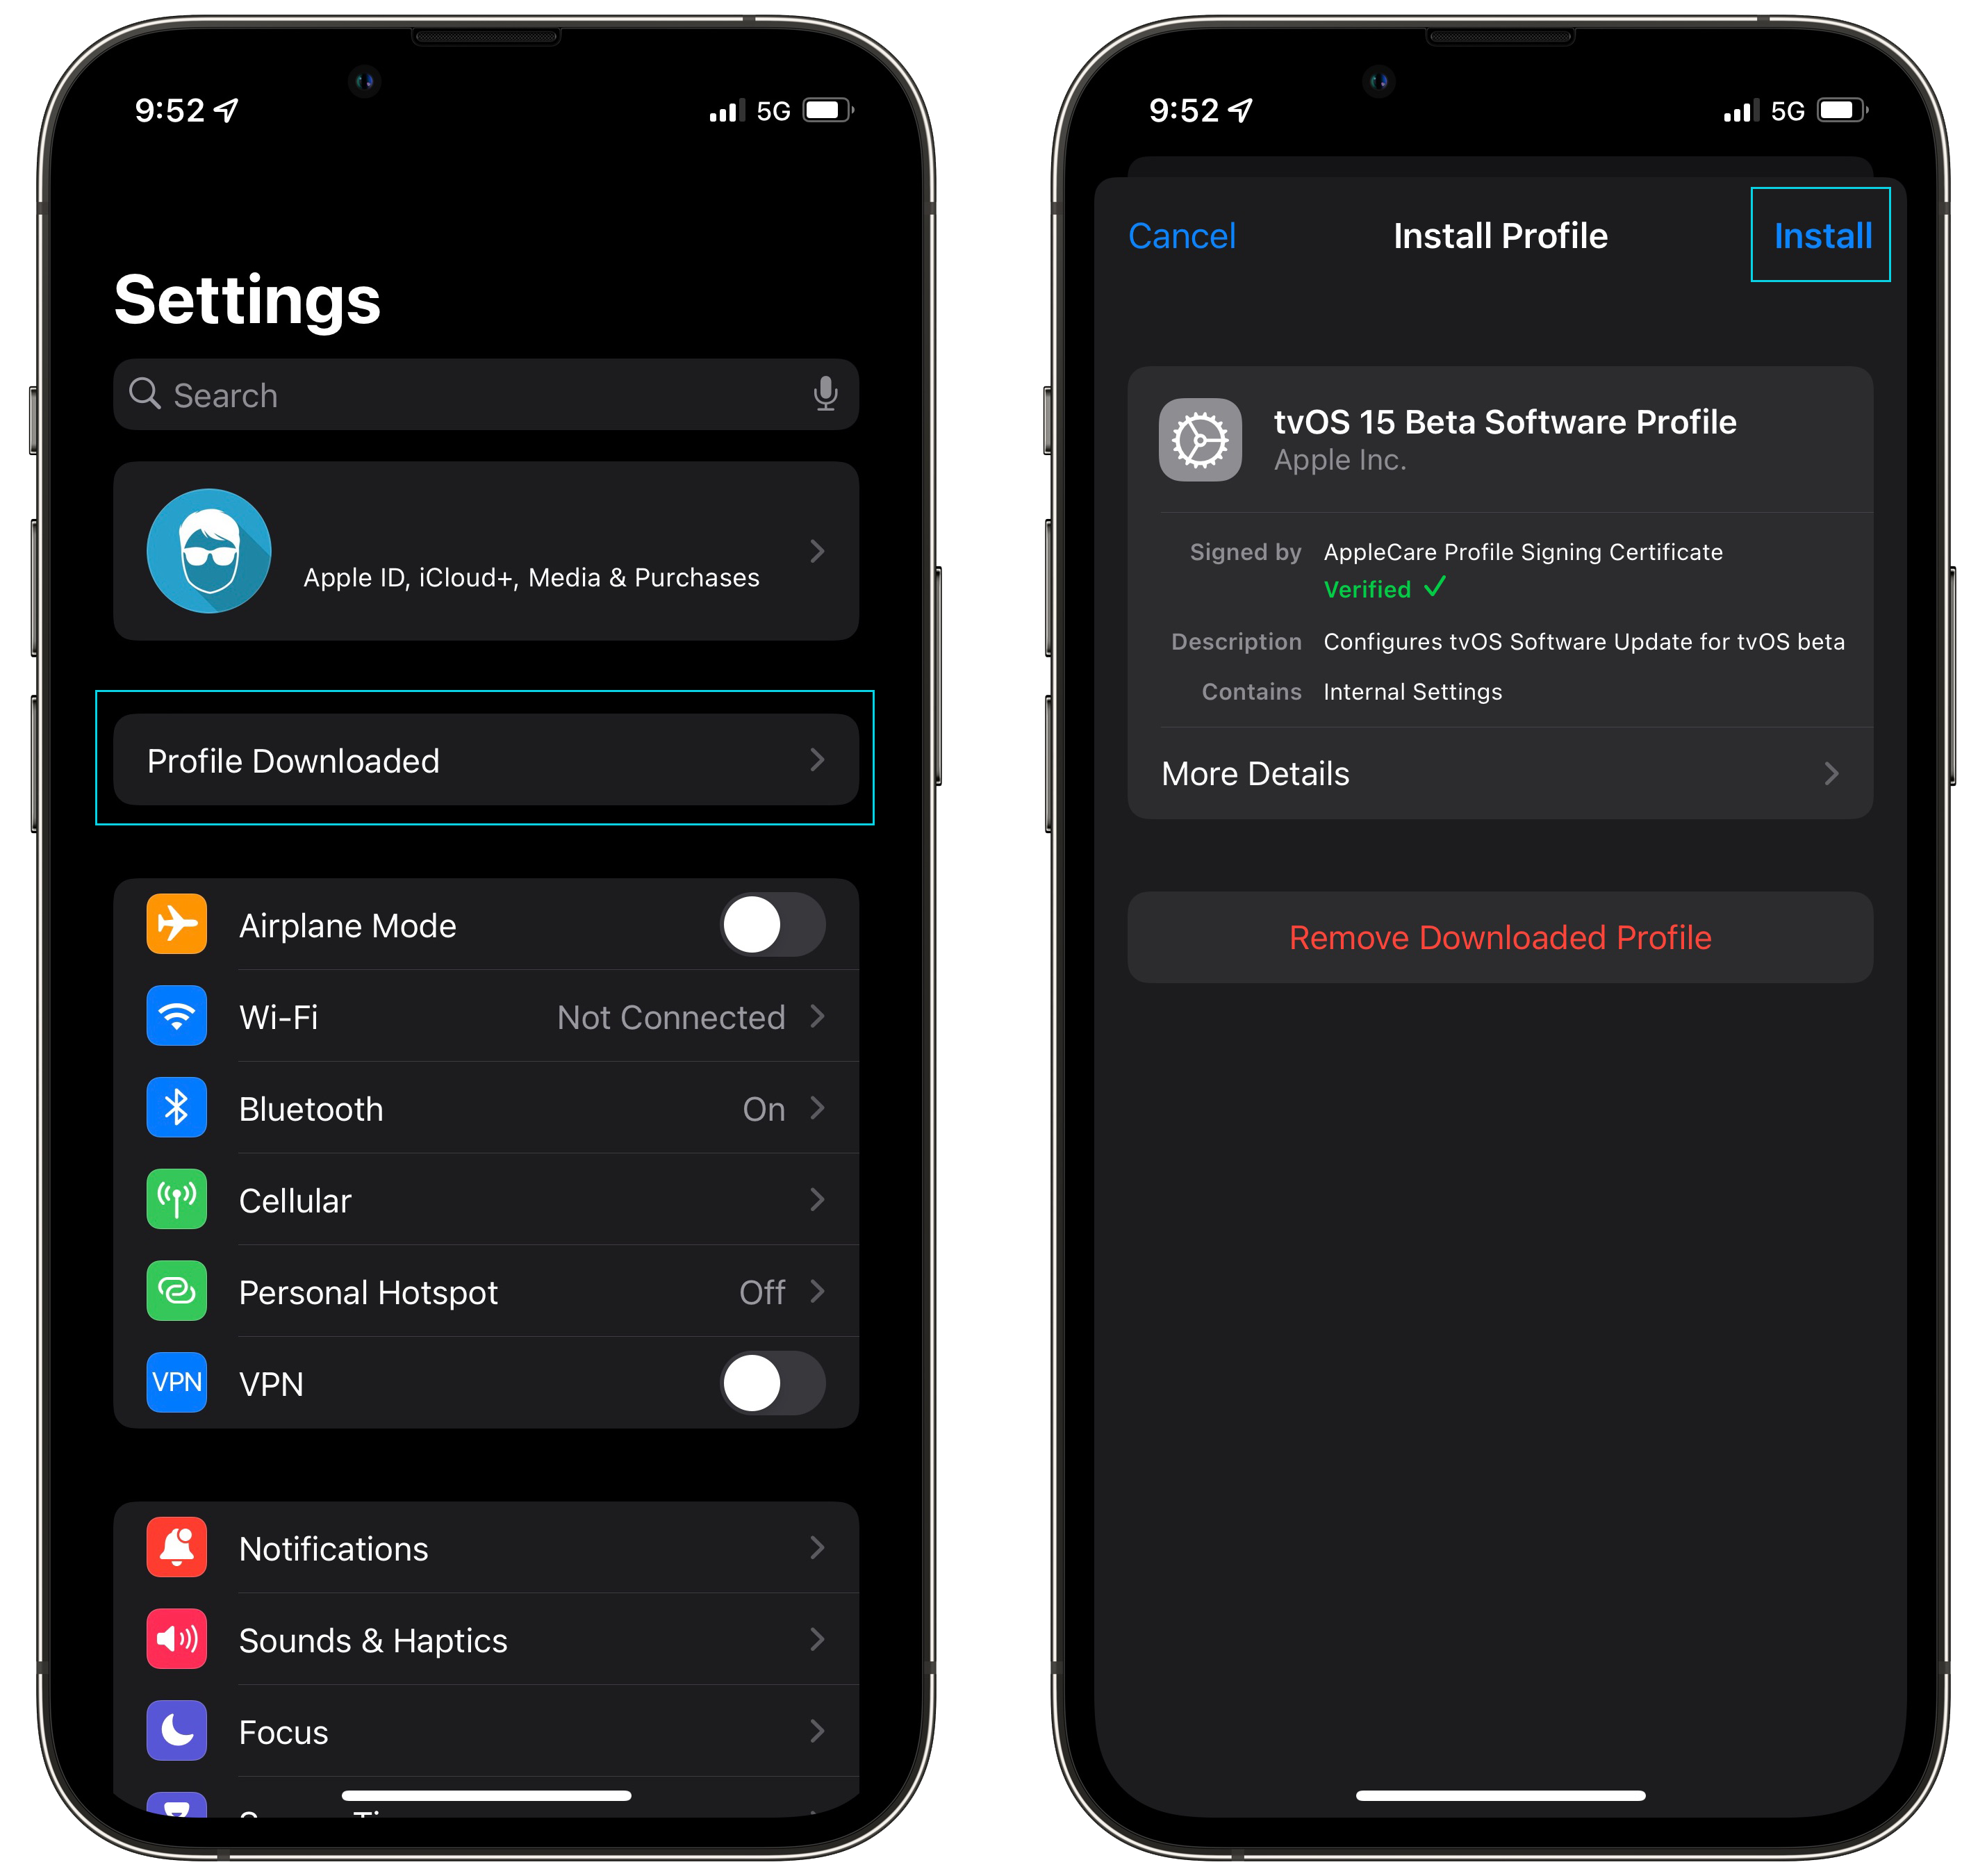 9:52
5G
Settings
Search
Apple ID, iCloud+, Media & Purchases
Profile Downloaded
Airplane Mode
Wi-Fi Not Connected
Bluetooth On
Cellular
Personal Hotspot Off
VPN VPN
Notifications
Sounds & Haptics
Focus
9:52
5G
Cancel Install Profile Install
tvOS 15 Beta Software Profile
Apple Inc.
Signed by AppleCare Profile Signing Certificate
Verified ✓
Description Configures tvOS Software Update for tvOS beta
Contains Internal Settings
More Details
Remove Downloaded Profile